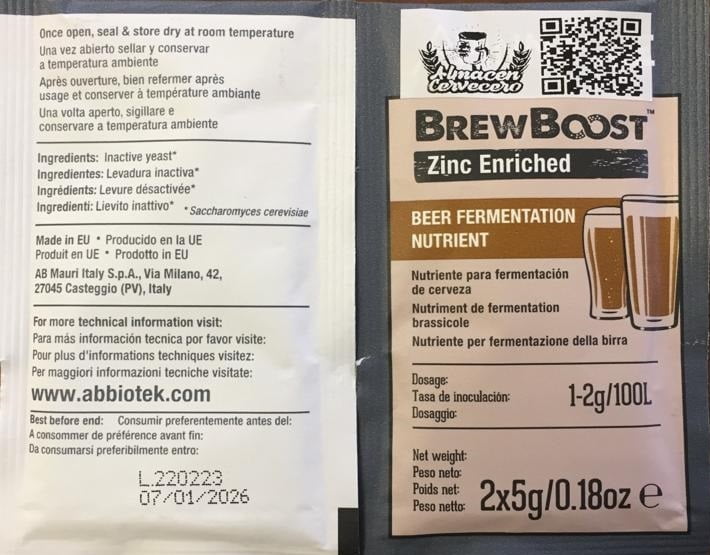 Once open, seal & store dry at room temperature
Una vez abierto sellar y conservar
a temperatura ambiente
Après ouverture, bien refermer après
usage et conserver à température ambiante
Una volta aperto, sigillare e
conservare a temperatura ambiente
Ingredients: Inactive yeast*
Ingredientes: Levadura inactiva*
Ingrédients: Levure désactivée*
Ingredienti: Lievito inattivo* *Saccharomyces cerevisiae
Made in EU • Producido en la UE
Produit en UE • Prodotto in EU
AB Mauri Italy S.p.A., Via Milano, 42,
27045 Casteggio (PV), Italy
For more technical information visit:
Para más información tecnica por favor visite:
Pour plus d'informations techniques visitez:
Per maggiori informazioni tecniche visitate:
www.abbiotek.com
Best before end: Consumir preferentemente antes del:
A consommer de préférence avant fin:
Da consumarsi preferibilmente entro:
L.220223
07/01/2026
Almacen
Cervecero
BREWBOOST™
Zinc Enriched
BEER FERMENTATION
NUTRIENT
Nutriente para fermentación
de cerveza
Nutriment de fermentation
brassicole
Nutriente per fermentazione della birra
Dosage:
Tasa de inoculación: 1-2g/100L
Dosaggio:
Net weight:
Peso neto:
Poids net:
Peso netto: 2x5g/0.18oz e